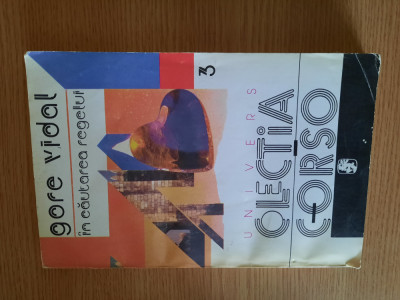 gore vidal
în căutarea regelui
3
UNIVERS
COLECȚIA
CORSO